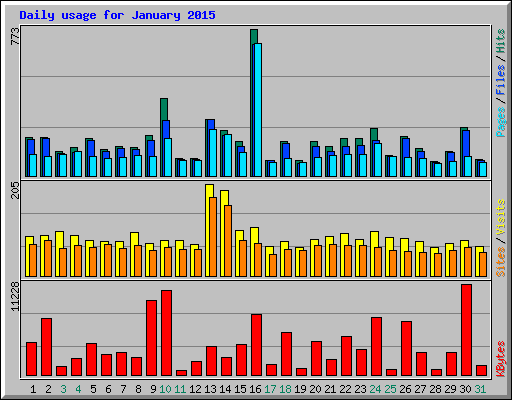 Daily usage for January 2015
773
Pages / Files / Hits
205
Sites / Visits
11228
KBytes
1 2 3 4 5 6 7 8 9 10 11 12 13 14 15 16 17 18 19 20 21 22 23 24 25 26 27 28 29 30 31